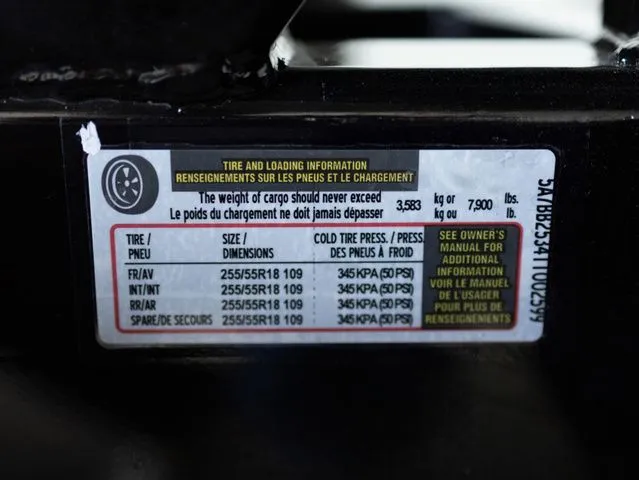 TIRE AND LOADING INFORMATION
RENSEIGNEMENTS SUR LES PNEUS ET LE CHARGEMENT
The weight of cargo should never exceed 3,583 kg or 7,900 lbs.
Le poids du chargement ne doit jamais dépasser kg ou lb.
TIRE / SIZE / COLD TIRE PRESS. / PRESS.
PNEU DIMENSIONS DES PNEUS À FROID
FR/AV 255/55R18 109 345 KPA (50 PSI)
INT/INT 255/55R18 109 345 KPA (50 PSI)
RR/AR 255/55R18 109 345 KPA (50 PSI)
SPARE/DE SECOURS 255/55R18 109 345 KPA (50 PSI)
SEE OWNER'S
MANUAL FOR
ADDITIONAL
INFORMATION
VOIR LE MANUEL
DE L'USAGER
POUR PLUS DE
RENSEIGNEMENTS